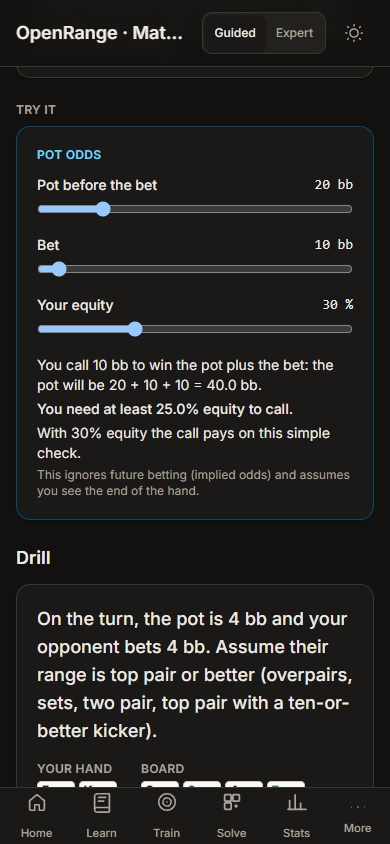 OpenRange · Mat...
Guided
Expert
TRY IT
POT ODDS
Pot before the bet
20 bb
Bet
10 bb
Your equity
30 %
You call 10 bb to win the pot plus the bet: the
pot will be 20 + 10 + 10 = 40.0 bb.
You need at least 25.0% equity to call.
With 30% equity the call pays on this simple
check.
This ignores future betting (implied odds) and assumes
you see the end of the hand.
Drill
On the turn, the pot is 4 bb and your
opponent bets 4 bb. Assume their
range is top pair or better (overpairs,
sets, two pair, top pair with a ten-or-
better kicker).
YOUR HAND
BOARD
Home
Learn
Train
Solve
Stats
More